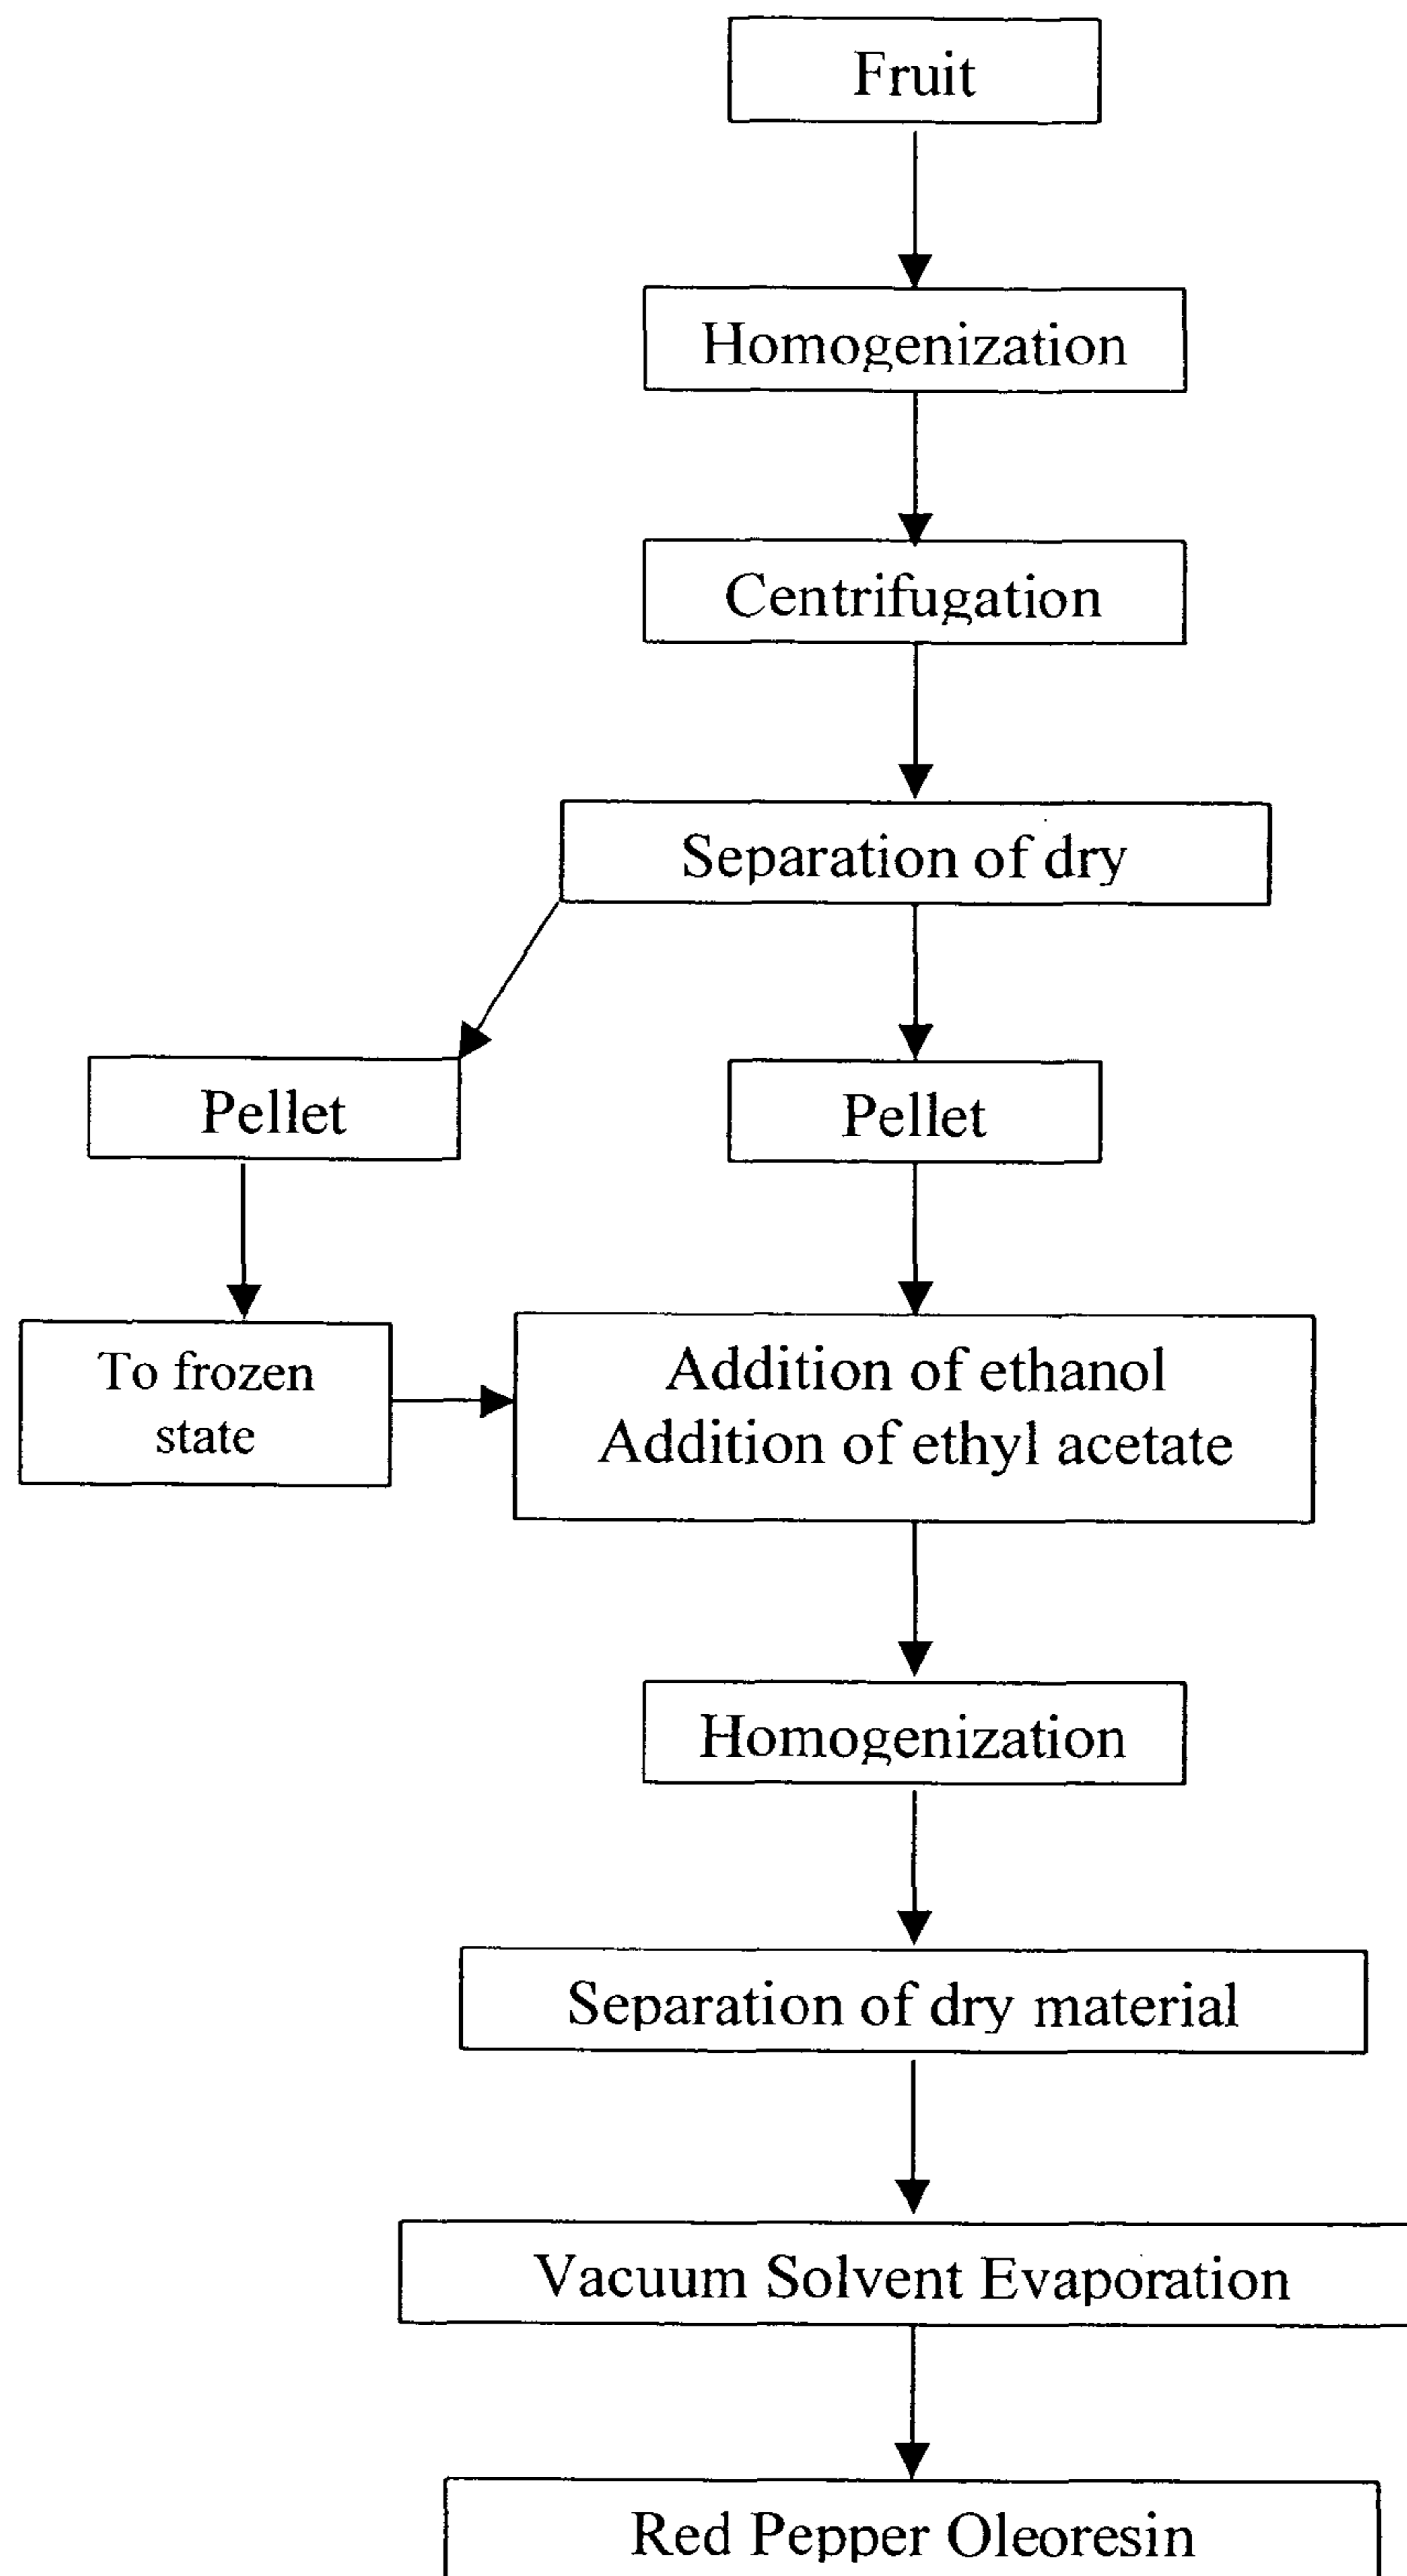 Fruit
Homogenization
Centrifugation
Separation of dry
Pellet
Pellet
To frozen
state
Addition of ethanol
Addition of ethyl acetate
Homogenization
Separation of dry material
Vacuum Solvent Evaporation
Red Pepper Oleoresin